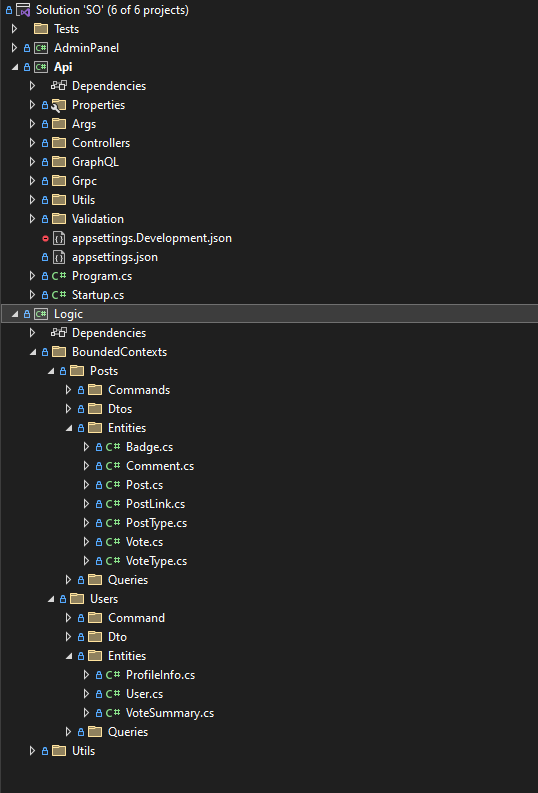 Solution 'SO' (6 of 6 projects)
Tests
C# AdminPanel
C# Api
Dependencies
Properties
Args
Controllers
GraphQL
Grpc
Utils
Validation
appsettings.Development.json
appsettings.json
C# Program.cs
C# Startup.cs
C# Logic
Dependencies
BoundedContexts
Posts
Commands
Dtos
Entities
C# Badge.cs
C# Comment.cs
C# Post.cs
C# PostLink.cs
C# PostType.cs
C# Vote.cs
C# VoteType.cs
Queries
Users
Command
Dto
Entities
C# ProfileInfo.cs
C# User.cs
C# VoteSummary.cs
Queries
Utils